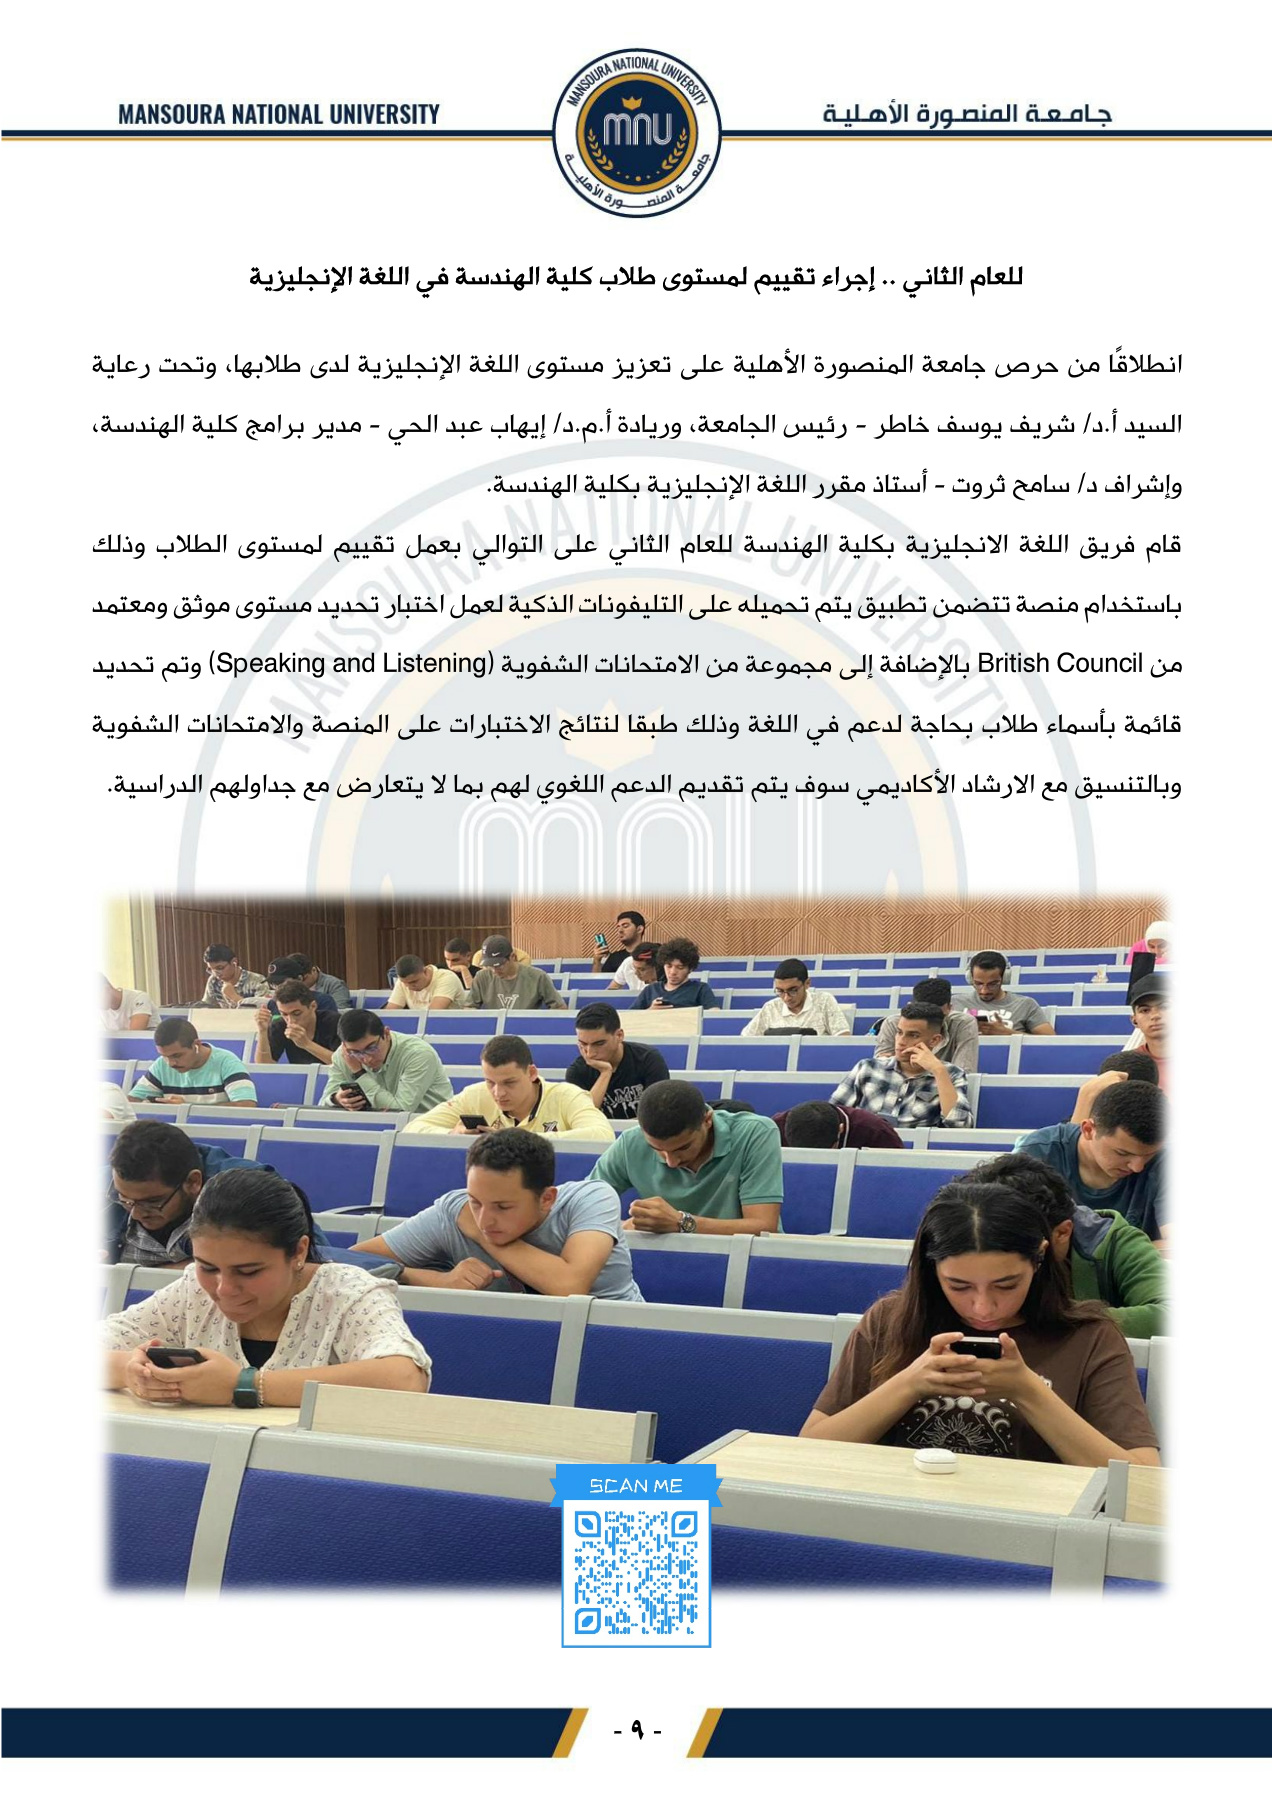 MANSOURA NATIONAL UNIVERSITY
جامعة المنصورة الأهلية
MANSOURA NATIONAL UNIVERSITY
mnu
جامعة المنصورة الأهلية
للعام الثاني .. إجراء تقييم لمستوى طلاب كلية الهندسة في اللغة الإنجليزية
انطلاقًا من حرص جامعة المنصورة الأهلية على تعزيز مستوى اللغة الإنجليزية لدى طلابها، وتحت رعاية
السيد أ.د/ شريف يوسف خاطر - رئيس الجامعة، وريادة أ.م.د/ إيهاب عبد الحي - مدير برامج كلية الهندسة،
وإشراف د/ سامح ثروت - أستاذ مقرر اللغة الإنجليزية بكلية الهندسة.
قام فريق اللغة الانجليزية بكلية الهندسة للعام الثاني على التوالي بعمل تقييم لمستوى الطلاب وذلك
باستخدام منصة تتضمن تطبيق يتم تحميله على التليفونات الذكية لعمل اختبار تحديد مستوى موثق ومعتمد
من British Council بالإضافة إلى مجموعة من الامتحانات الشفوية (Speaking and Listening) وتم تحديد
قائمة بأسماء طلاب بحاجة لدعم في اللغة وذلك طبقا لنتائج الاختبارات على المنصة والامتحانات الشفوية
وبالتنسيق مع الارشاد الأكاديمي سوف يتم تقديم الدعم اللغوي لهم بما لا يتعارض مع جداولهم الدراسية.
MANSOURA NATIONAL UNIVERSITY
mnu
SCAN ME
- ٩ -